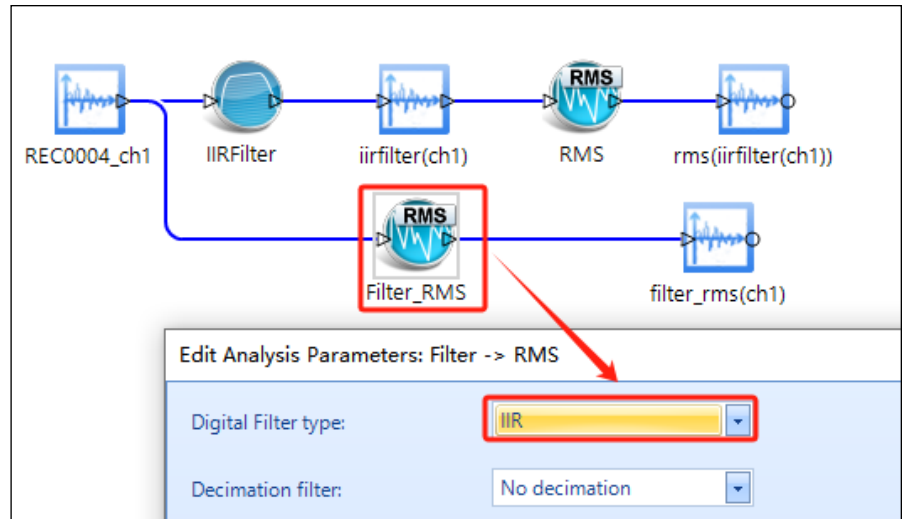 RMS
REC0004_ch1
IIRFilter
iirfilter(ch1)
RMS
rms(iirfilter(ch1))
RMS
Filter_RMS
filter_rms(ch1)
Edit Analysis Parameters: Filter -> RMS
Digital Filter type:
IIR
Decimation filter:
No decimation